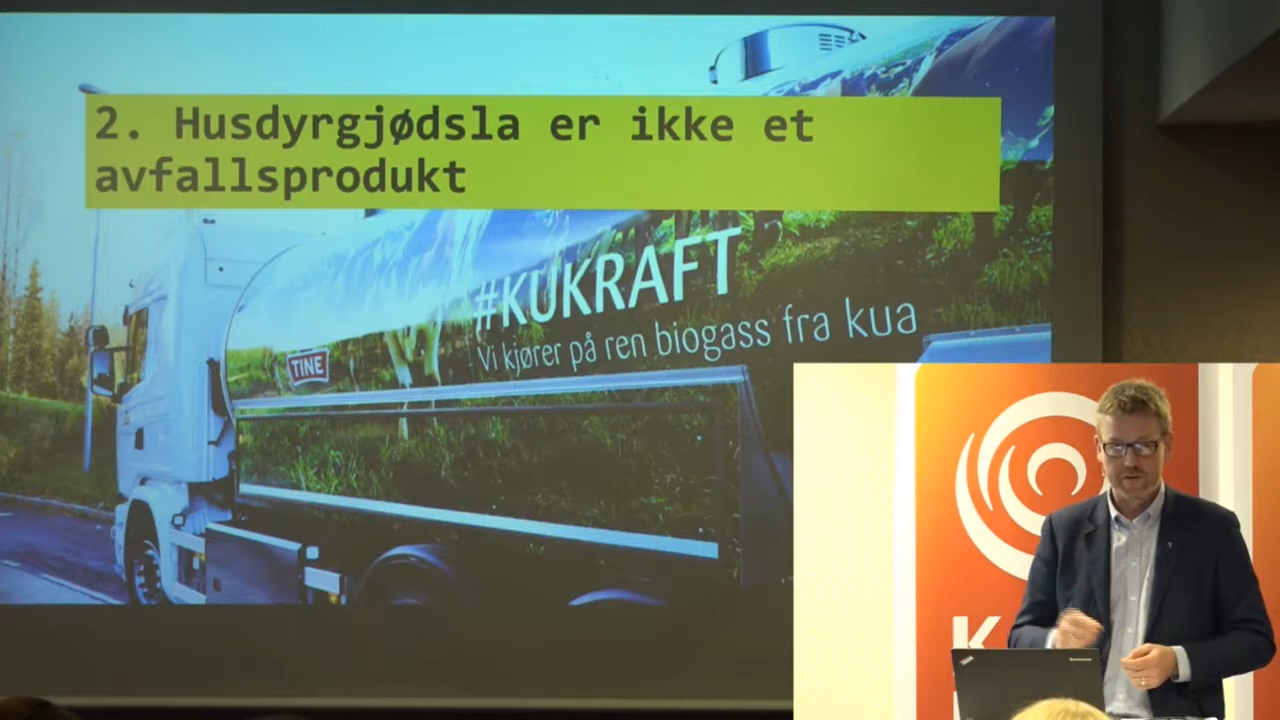 2. Husdyrgjødsla er ikke et
avfallsprodukt
#KUKRAFT
Vi kjører på ren biogass fra kua
TINE
K